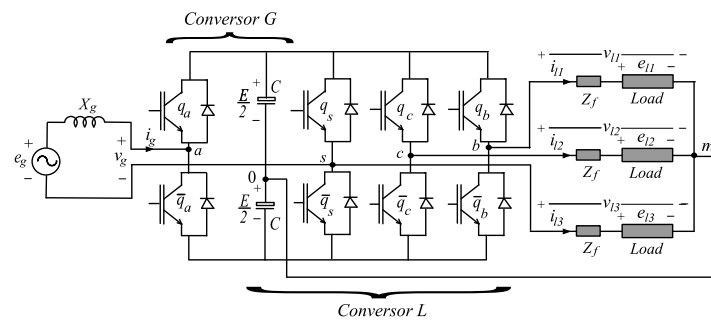 Conversor G
X_g
e_g
+
−
i_g
+
v_g
−
a
q_a
q̄_a
E/2
+
−
C
0
E/2
+
−
C
q_s
s
q̄_s
q_c
c
q̄_c
q_b
b
q̄_b
+ v_l1 −
i_l1
+ e_l1 −
Z_f
Load
+ v_l2 −
i_l2
+ e_l2 −
Z_f
Load
m
+ v_l3 −
i_l3
+ e_l3 −
Z_f
Load
Conversor L